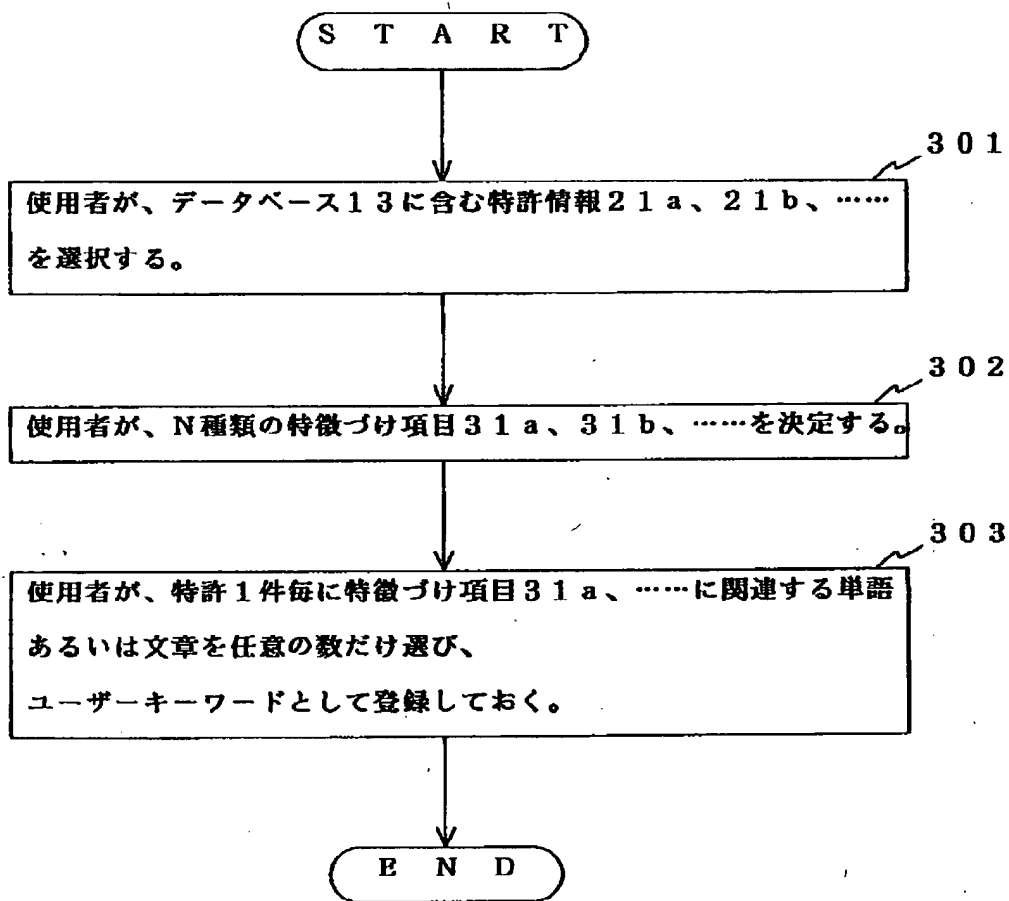 START
301
使用者が、データベース13に含む特許情報21a、21b、……
を選択する。
302
使用者が、N種類の特徴づけ項目31a、31b、……を決定する。
303
使用者が、特許1件毎に特徴づけ項目31a、……に関連する単語
あるいは文章を任意の数だけ選び、
ユーザーキーワードとして登録しておく。
END